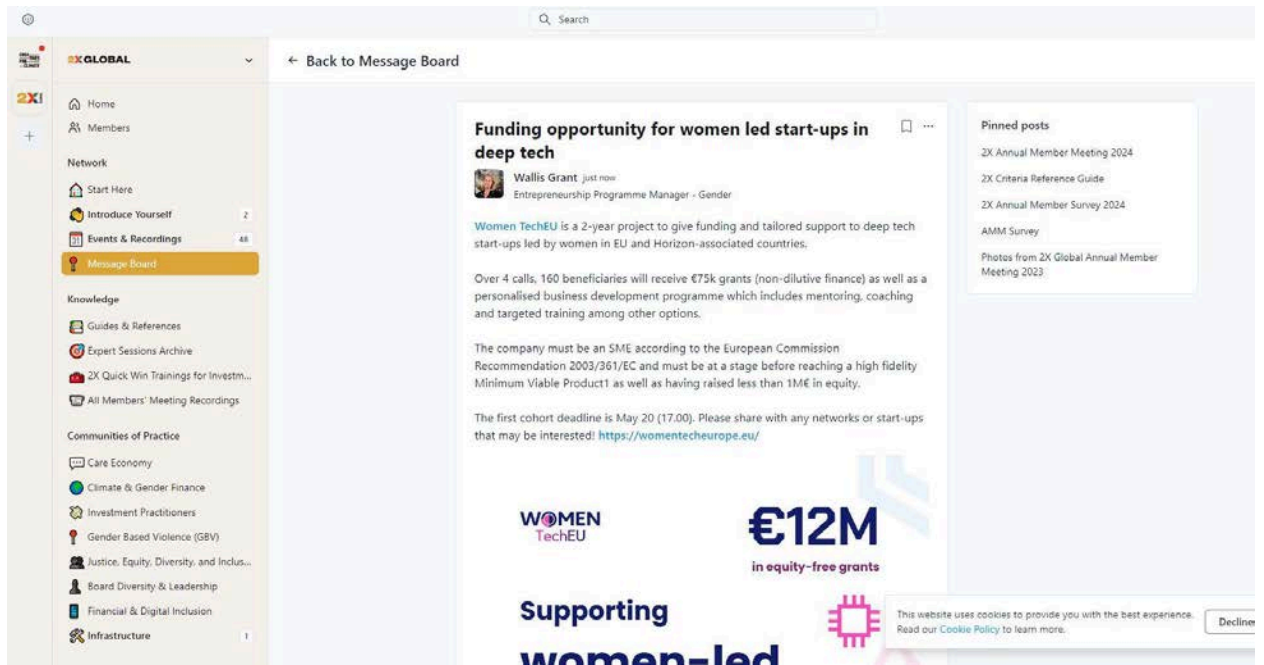 Search
2X GLOBAL
← Back to Message Board
2X
Home
Members
Network
Start Here
Introduce Yourself 2
Events & Recordings 48
Message Board
Knowledge
Guides & References
Expert Sessions Archive
2X Quick Win Trainings for Investm...
All Members' Meeting Recordings
Communities of Practice
Care Economy
Climate & Gender Finance
Investment Practitioners
Gender Based Violence (GBV)
Justice, Equity, Diversity, and Inclus...
Board Diversity & Leadership
Financial & Digital Inclusion
Infrastructure 1
Funding opportunity for women led start-ups in
deep tech
Wallis Grant just now
Entrepreneurship Programme Manager - Gender
Women TechEU is a 2-year project to give funding and tailored support to deep tech
start-ups led by women in EU and Horizon-associated countries.
Over 4 calls, 160 beneficiaries will receive €75k grants (non-dilutive finance) as well as a
personalised business development programme which includes mentoring, coaching
and targeted training among other options.
The company must be an SME according to the European Commission
Recommendation 2003/361/EC and must be at a stage before reaching a high fidelity
Minimum Viable Product1 as well as having raised less than 1M€ in equity.
The first cohort deadline is May 20 (17.00). Please share with any networks or start-ups
that may be interested! https://womentecheurope.eu/
WOMEN
TechEU
€12M
in equity-free grants
Supporting
women-led
Pinned posts
2X Annual Member Meeting 2024
2X Criteria Reference Guide
2X Annual Member Survey 2024
AMM Survey
Photos from 2X Global Annual Member
Meeting 2023
This website uses cookies to provide you with the best experience.
Read our Cookie Policy to learn more.
Decline